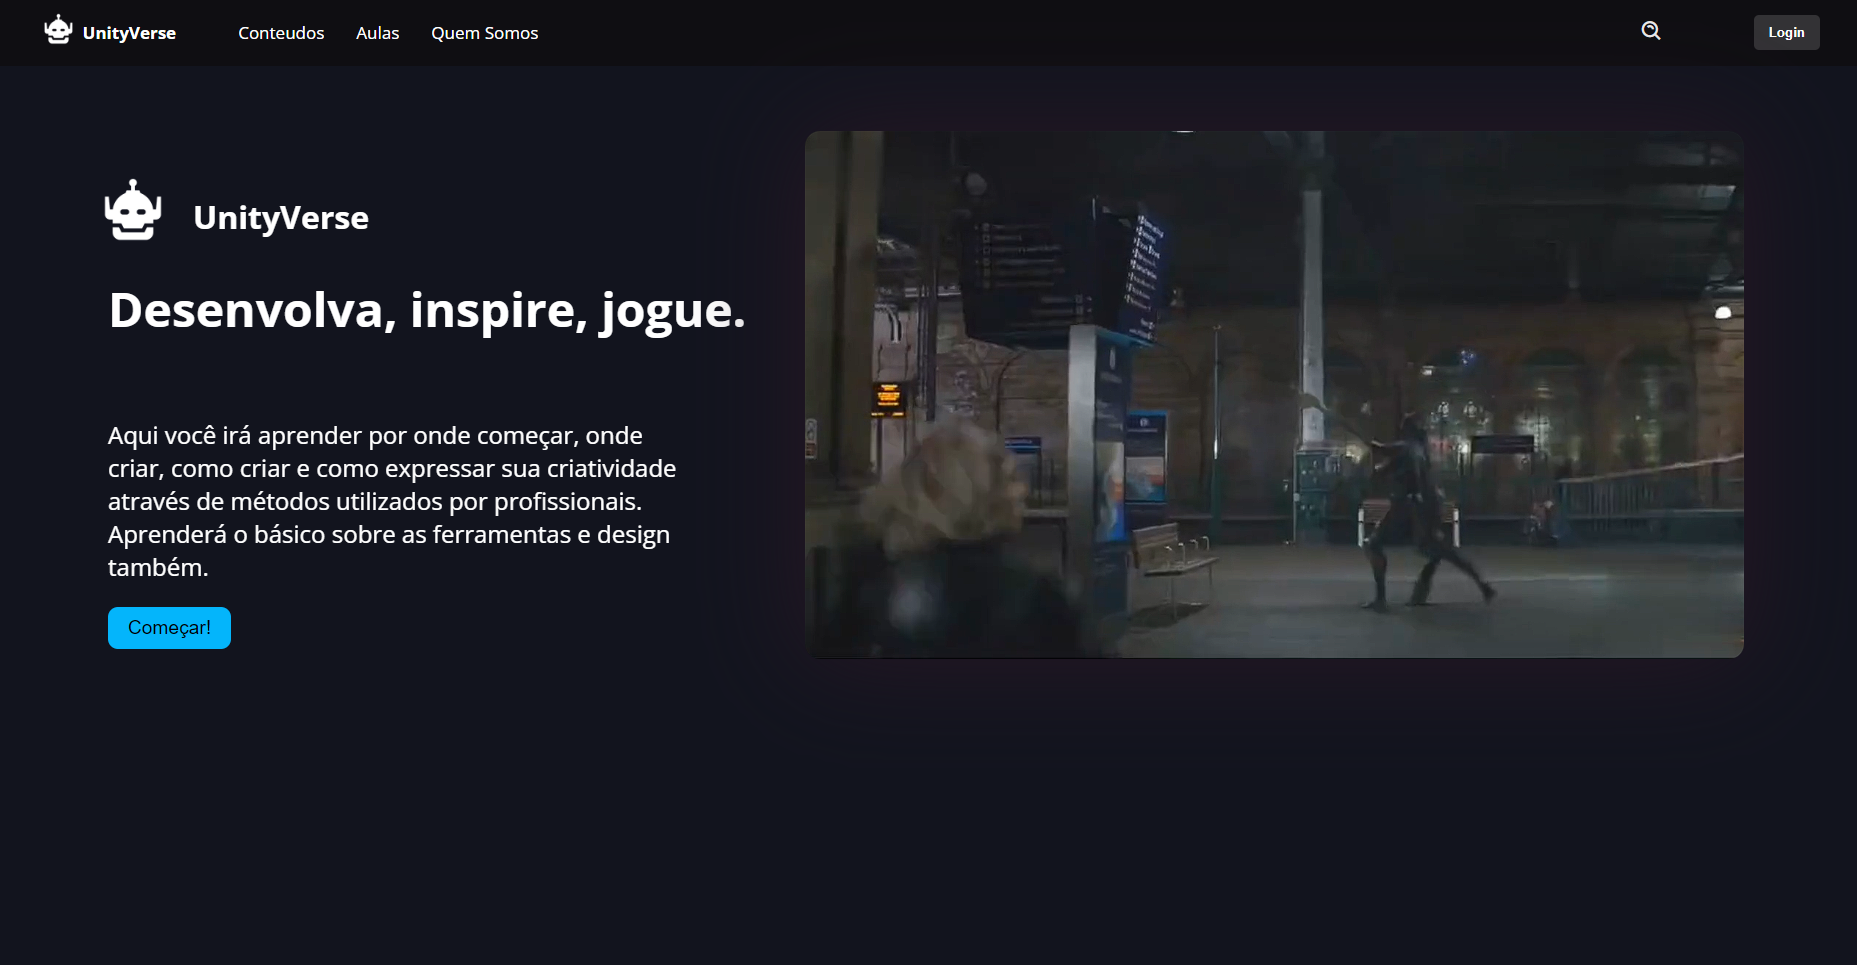 UnityVerse
Conteudos
Aulas
Quem Somos
Login
UnityVerse
Desenvolva, inspire, jogue.
Aqui você irá aprender por onde começar, onde
criar, como criar e como expressar sua criatividade
através de métodos utilizados por profissionais.
Aprenderá o básico sobre as ferramentas e design
também.
Começar!